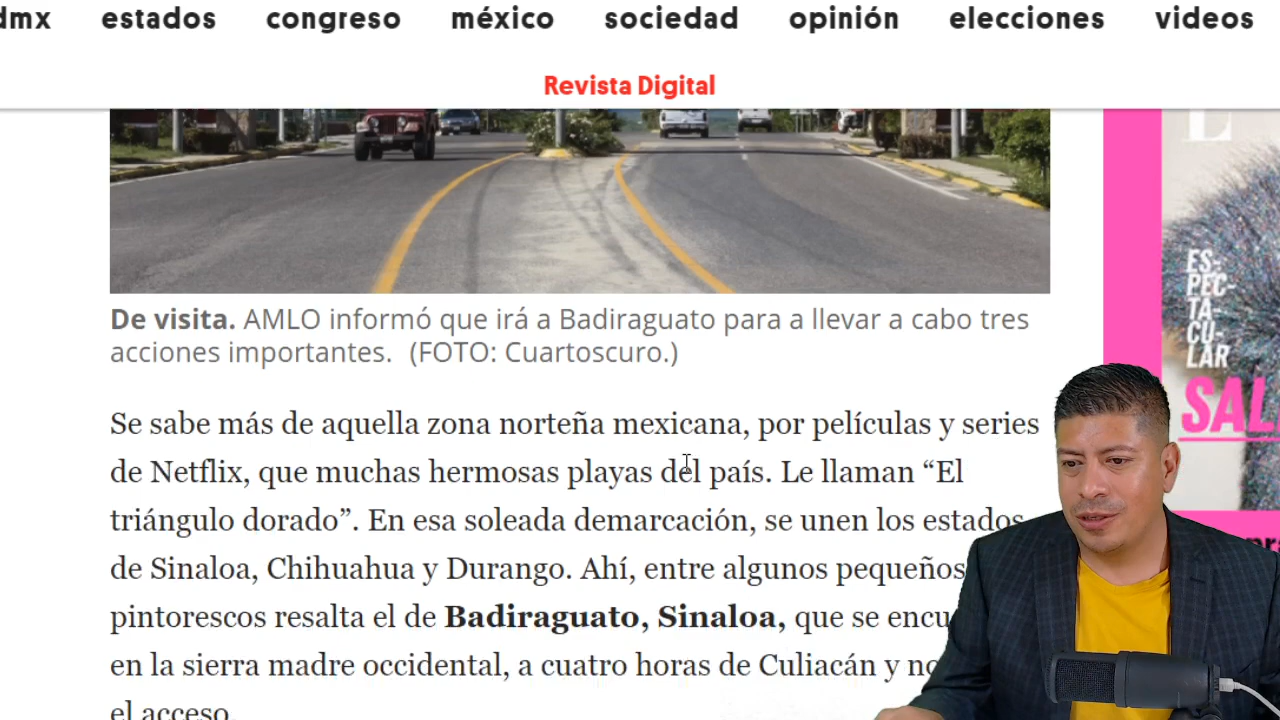 estados congreso méxico sociedad opinión elecciones videos
Revista Digital
De visita. AMLO informó que irá a Badiraguato para a llevar a cabo tres
acciones importantes. (FOTO: Cuartoscuro.)
Se sabe más de aquella zona norteña mexicana, por películas y series
de Netflix, que muchas hermosas playas del país. Le llaman “El
triángulo dorado”. En esa soleada demarcación, se unen los estados
de Sinaloa, Chihuahua y Durango. Ahí, entre algunos pequeños
pintorescos resalta el de Badiraguato, Sinaloa, que se
en la sierra madre occidental, a cuatro horas de Culiacán y
el acceso.
ES-
PEC-
TA
CU-
LAR